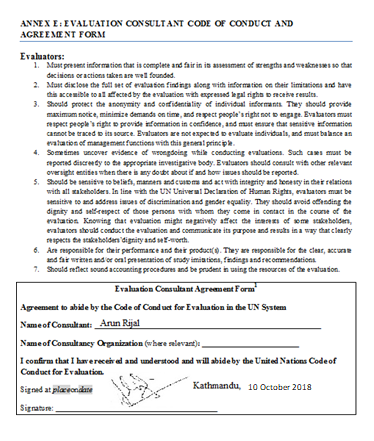 ANNEX E: EVALUATION CONSULTANT CODE OF CONDUCT AND
AGREEMENT FORM
Evaluators:
1. Must present information that is complete and fair in its assessment of strengths and weaknesses so that
decisions or actions taken are well founded.
2. Must disclose the full set of evaluation findings along with information on their limitations and have
this accessible to all affected by the evaluation with expressed legal rights to receive results.
3. Should protect the anonymity and confidentiality of individual informants. They should provide
maximum notice, minimize demands on time, and respect people's right not to engage. Evaluators must
respect people's right to provide information in confidence, and must ensure that sensitive information
cannot be traced to its source. Evaluators are not expected to evaluate individuals, and must balance an
evaluation of management functions with this general principle.
4. Sometimes uncover evidence of wrongdoing while conducting evaluations. Such cases must be
reported discreetly to the appropriate investigative body. Evaluators should consult with other relevant
oversight entities when there is any doubt about if and how issues should be reported.
5. Should be sensitive to beliefs, manners and customs and act with integrity and honesty in their relations
with all stakeholders. In line with the UN Universal Declaration of Human Rights, evaluators must be
sensitive to and address issues of discrimination and gender equality. They should avoid offending the
dignity and self-respect of those persons with whom they come in contact in the course of the
evaluation. Knowing that evaluation might negatively affect the interests of some stakeholders,
evaluators should conduct the evaluation and communicate its purpose and results in a way that clearly
respects the stakeholders'dignity and self-worth.
6. Are responsible for their performance and their product(s). They are responsible for the clear, accurate
and fair written and/or oral presentation of study limitations, findings and recommendations.
7. Should reflect sound accounting procedures and be prudent in using the resources of the evaluation.
Evaluation Consultant Agreement Form1
Agreement to abide by the Code of Conduct for Evaluation in the UN System
Name of Consultant: Arun Rijal
Name of Consultancy Organization (where relevant):
I confirm that I have received and understood and will abide by the United Nations Code of
Conduct for Evaluation.
Signed at placeondate Kathmandu, 10 October 2018
Signature: